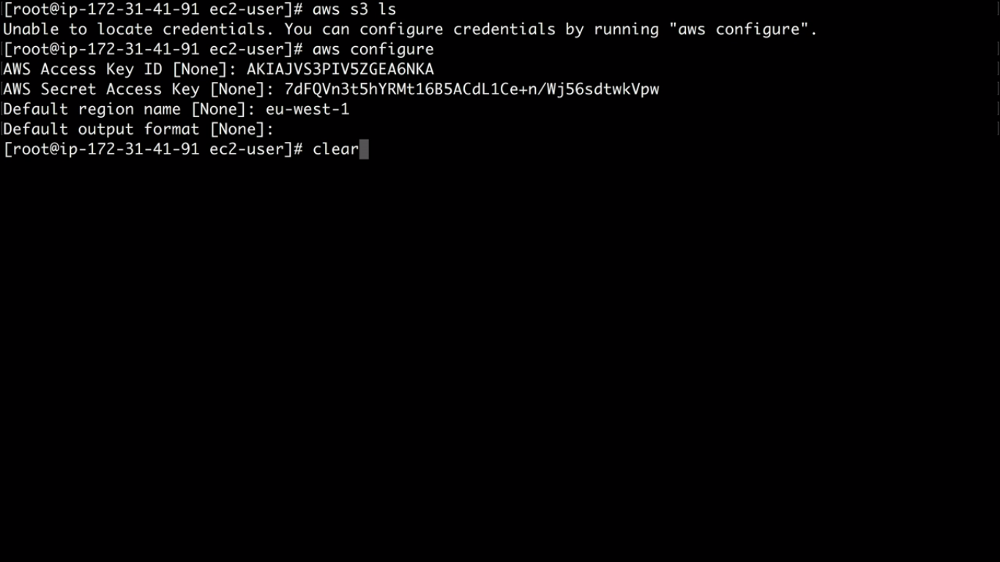 [root@ip-172-31-41-91 ec2-user]# aws s3 ls
Unable to locate credentials. You can configure credentials by running "aws configure".
[root@ip-172-31-41-91 ec2-user]# aws configure
AWS Access Key ID [None]: AKIAJVS3PIV5ZGEA6NKA
AWS Secret Access Key [None]: 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
Default region name [None]: eu-west-1
Default output format [None]:
[root@ip-172-31-41-91 ec2-user]# clear